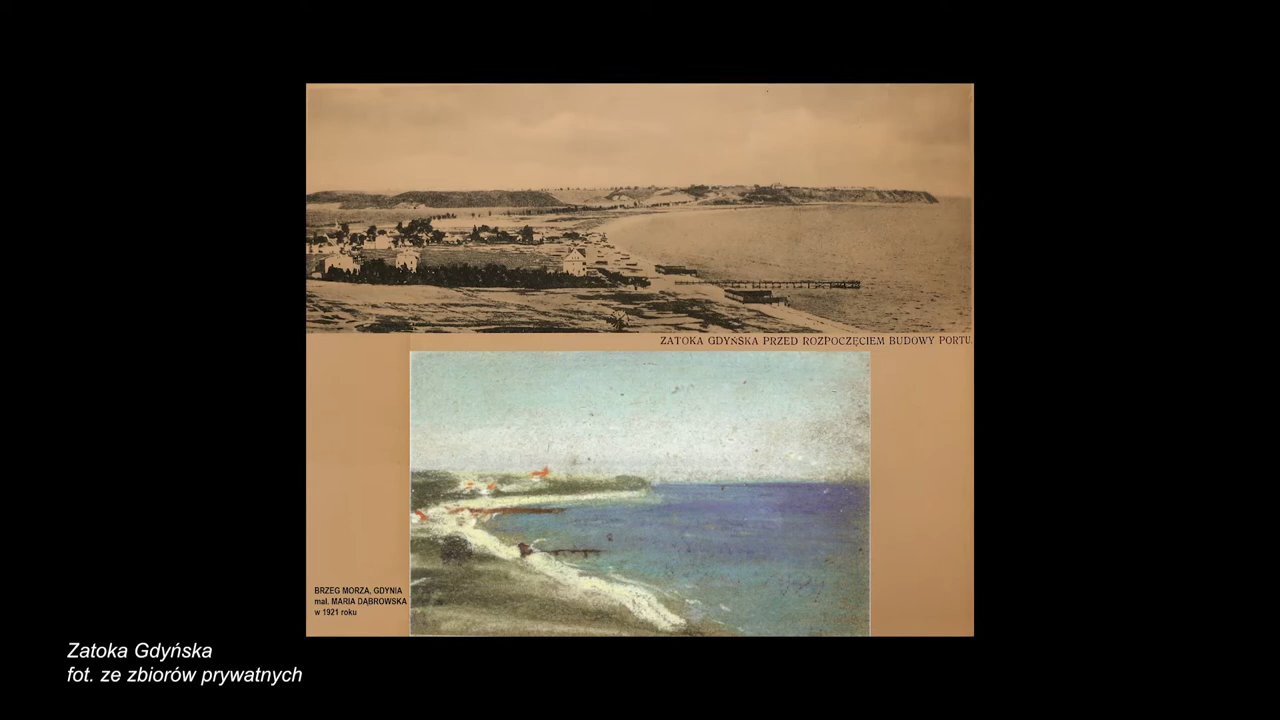 ZATOKA GDYŃSKA PRZED ROZPOCZĘCIEM BUDOWY PORTU.
BRZEG MORZA, GDYNIA
mal. MARIA DĄBROWSKA
w 1921 roku
Zatoka Gdyńska
fot. ze zbiorów prywatnych